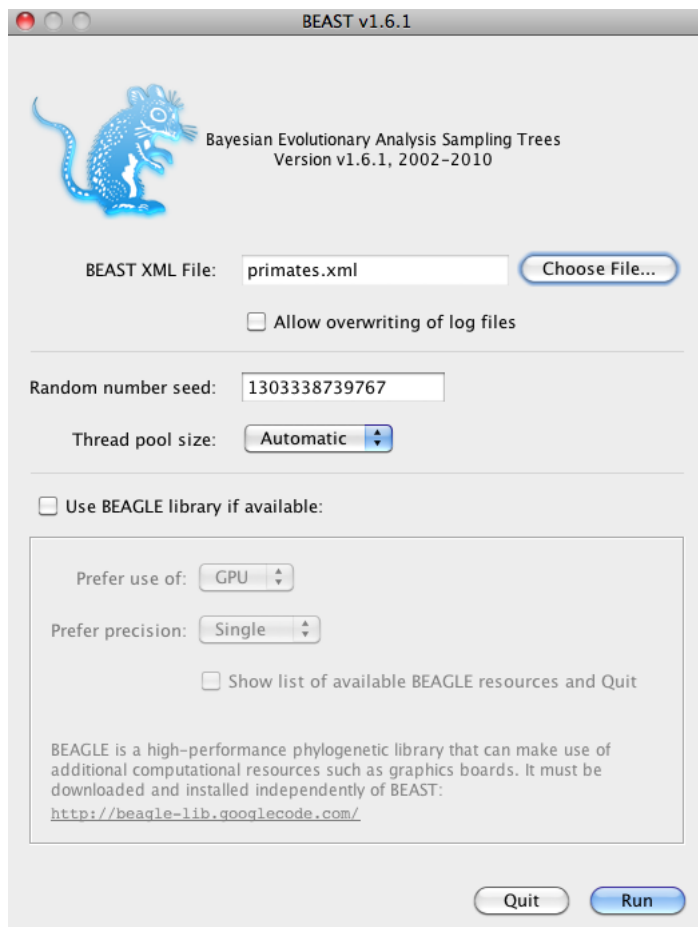 BEAST v1.6.1
Bayesian Evolutionary Analysis Sampling Trees
Version v1.6.1, 2002–2010
BEAST XML File: primates.xml Choose File...
Allow overwriting of log files
Random number seed: 1303338739767
Thread pool size: Automatic
Use BEAGLE library if available:
Prefer use of: GPU
Prefer precision: Single
Show list of available BEAGLE resources and Quit
BEAGLE is a high-performance phylogenetic library that can make use of
additional computational resources such as graphics boards. It must be
downloaded and installed independently of BEAST:
http://beagle-lib.googlecode.com/
Quit Run